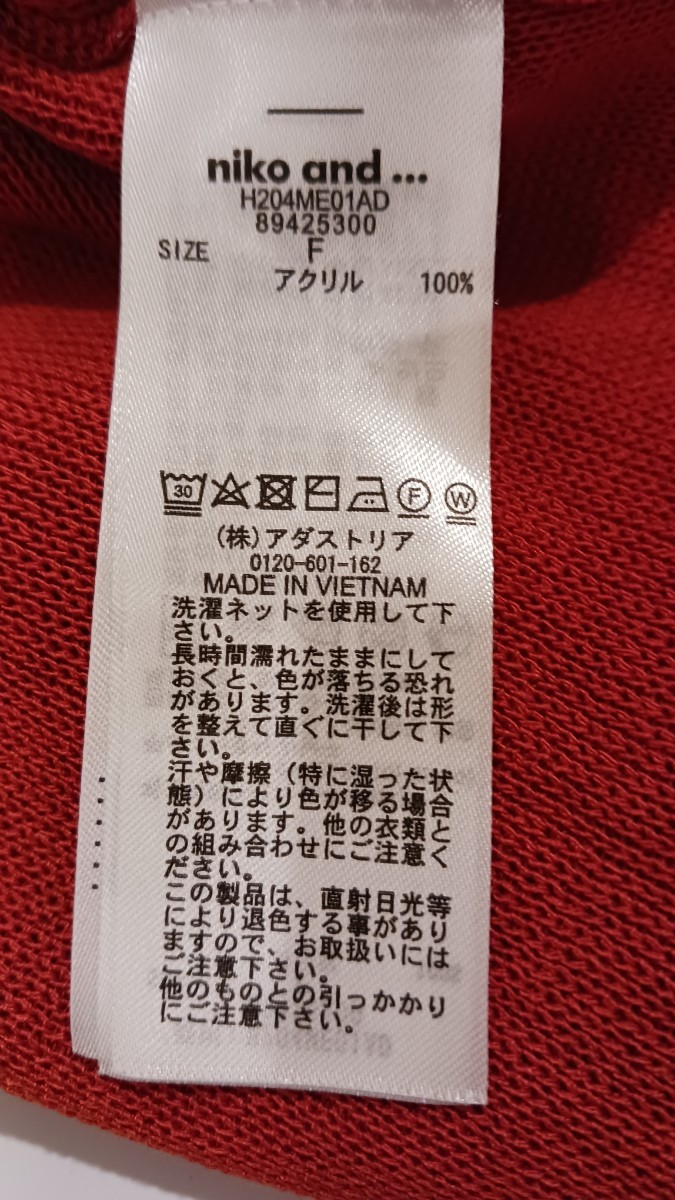 niko and ...
H204ME01AD
89425300
SIZE F
アクリル 100%
30
F W
(株)アダストリア
0120-601-162
MADE IN VIETNAM
洗濯ネットを使用して下
さい。
長時間濡れたままにして
おくと、色が落ちる恐れ
があります。洗濯後は形
を整えて直ぐに干して下
さい。
汗や摩擦（特に湿った状
態）により色が移る場合
があります。他の衣類と
の組み合わせにご注意く
ださい。
この製品は、直射日光等
により退色する事があり
ますので、お取扱いには
ご注意下さい。
他のものとの引っかかり
にご注意下さい。